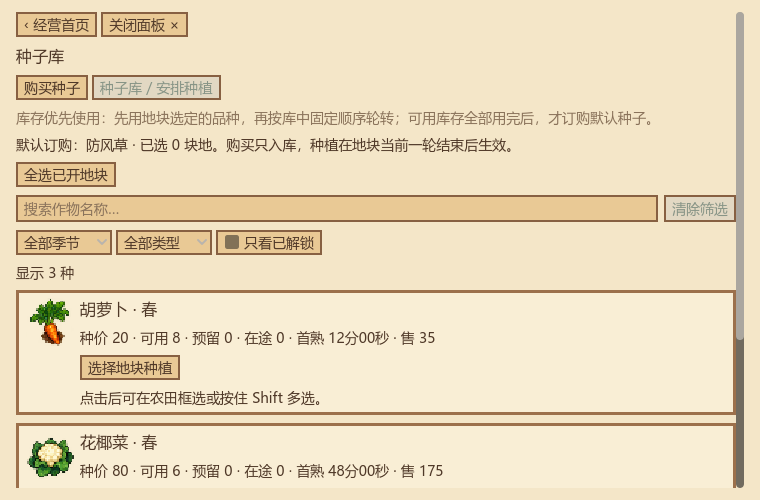 ‹ 经营首页 关闭面板 ×
种子库
购买种子 种子库 / 安排种植
库存优先使用：先用地块选定的品种，再按库中固定顺序轮转；可用库存全部用完后，才订购默认种子。
默认订购：防风草 · 已选 0 块地。购买只入库，种植在地块当前一轮结束后生效。
全选已开地块
搜索作物名称... 清除筛选
全部季节 全部类型 只看已解锁
显示 3 种
胡萝卜 · 春
种价 20 · 可用 8 · 预留 0 · 在途 0 · 首熟 12分00秒 · 售 35
选择地块种植
点击后可在农田框选或按住 Shift 多选。
花椰菜 · 春
种价 80 · 可用 6 · 预留 0 · 在途 0 · 首熟 48分00秒 · 售 175